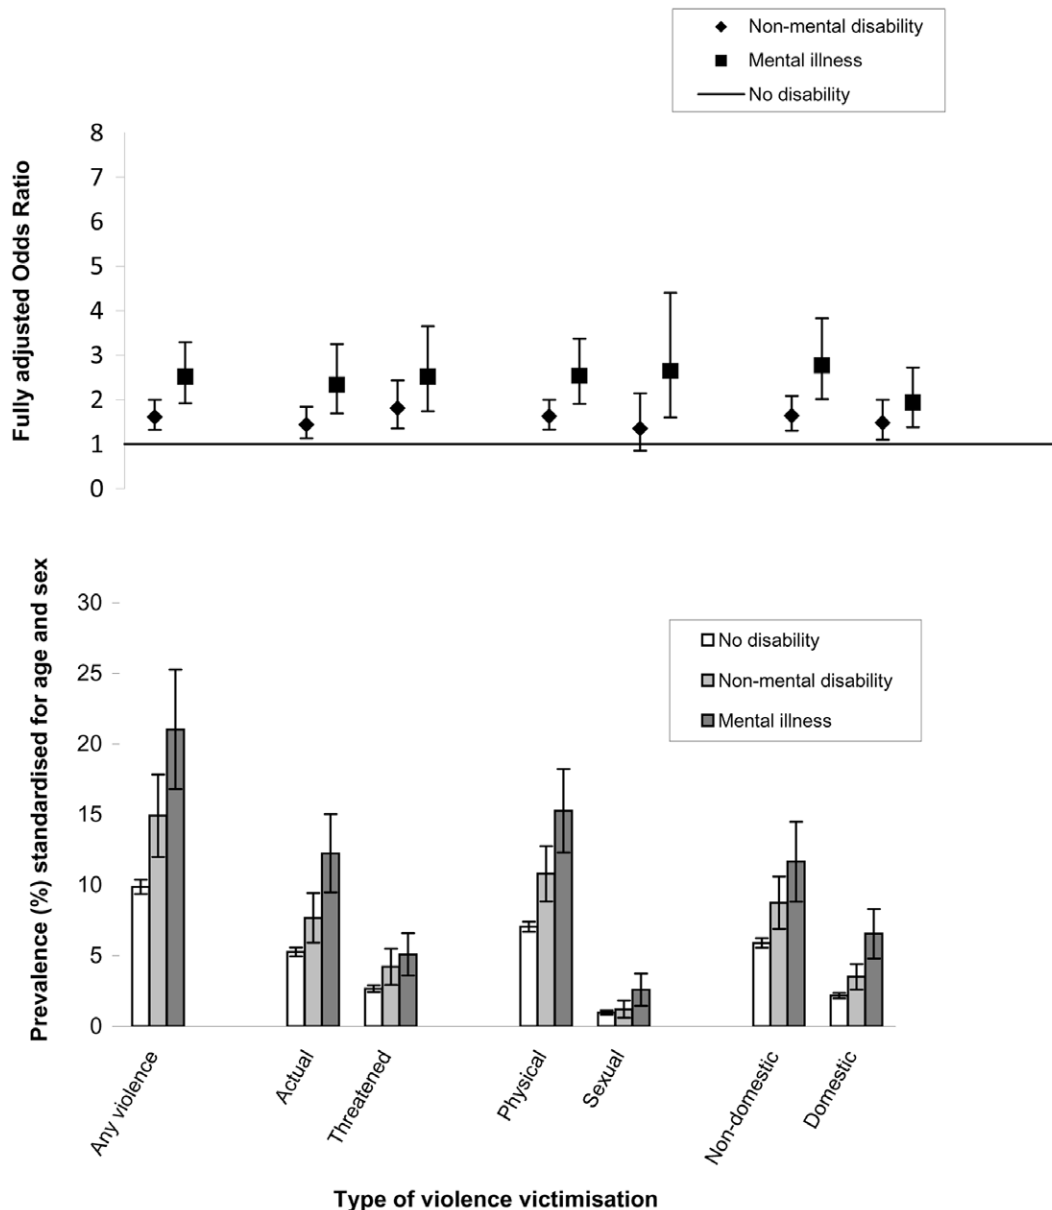 Non-mental disability
Mental illness
No disability
Fully adjusted Odds Ratio
8
7
6
5
4
3
2
1
0
Prevalence (%) standardised for age and sex
30
25
20
15
10
5
0
No disability
Non-mental disability
Mental illness
Any violence
Actual
Threatened
Physical
Sexual
Non-domestic
Domestic
Type of violence victimisation